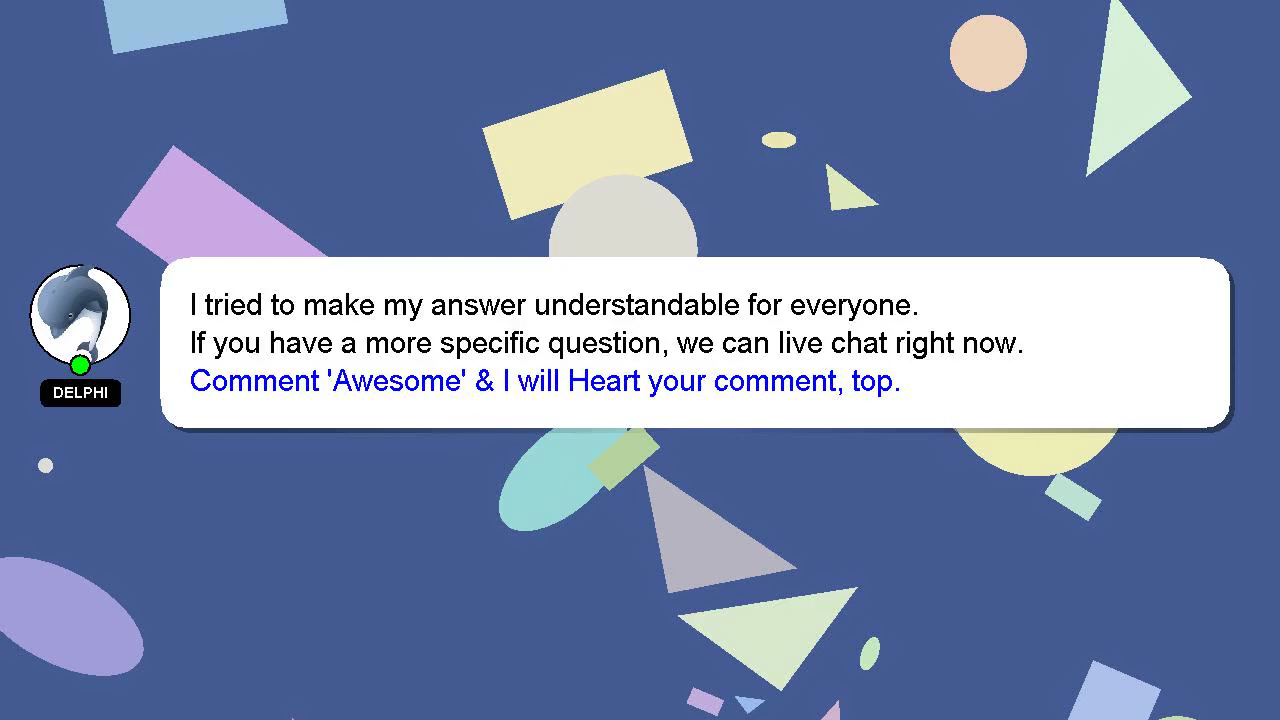 I tried to make my answer understandable for everyone.
If you have a more specific question, we can live chat right now.
Comment 'Awesome' & I will Heart your comment, top.
DELPHI